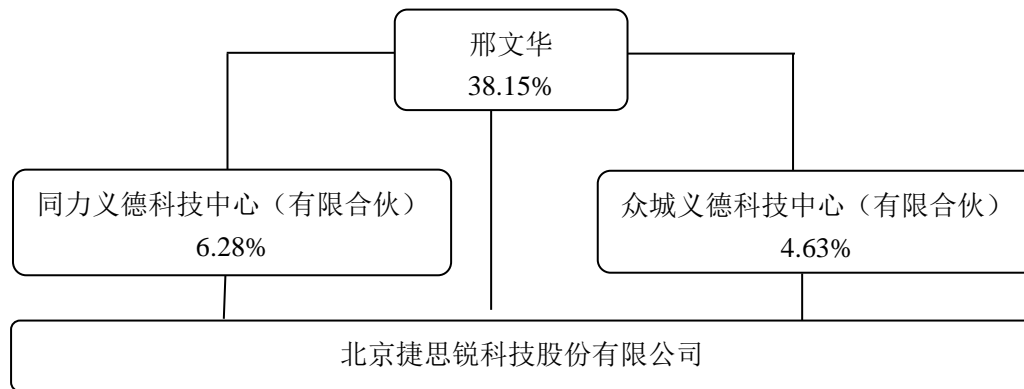 邢文华
38.15%
同力义德科技中心（有限合伙）
6.28%
众城义德科技中心（有限合伙）
4.63%
北京捷思锐科技股份有限公司